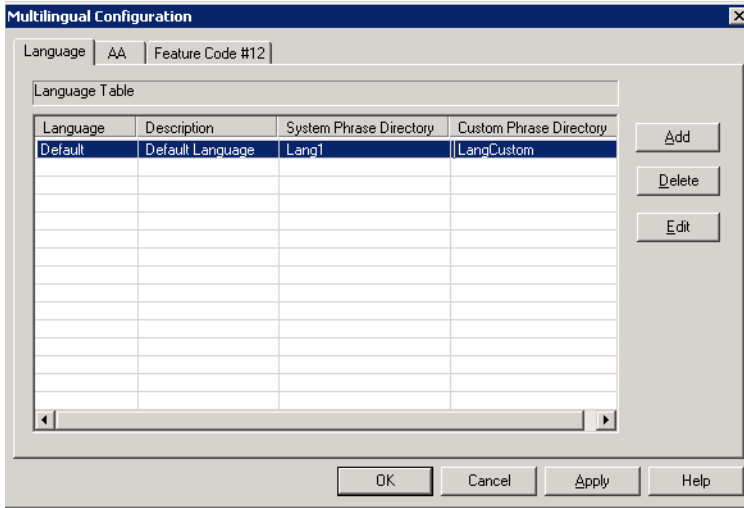 Multilingual Configuration
Language AA Feature Code #12
Language Table
Language Description System Phrase Directory Custom Phrase Directory
Default Default Language Lang1 LangCustom
Add
Delete
Edit
OK Cancel Apply Help